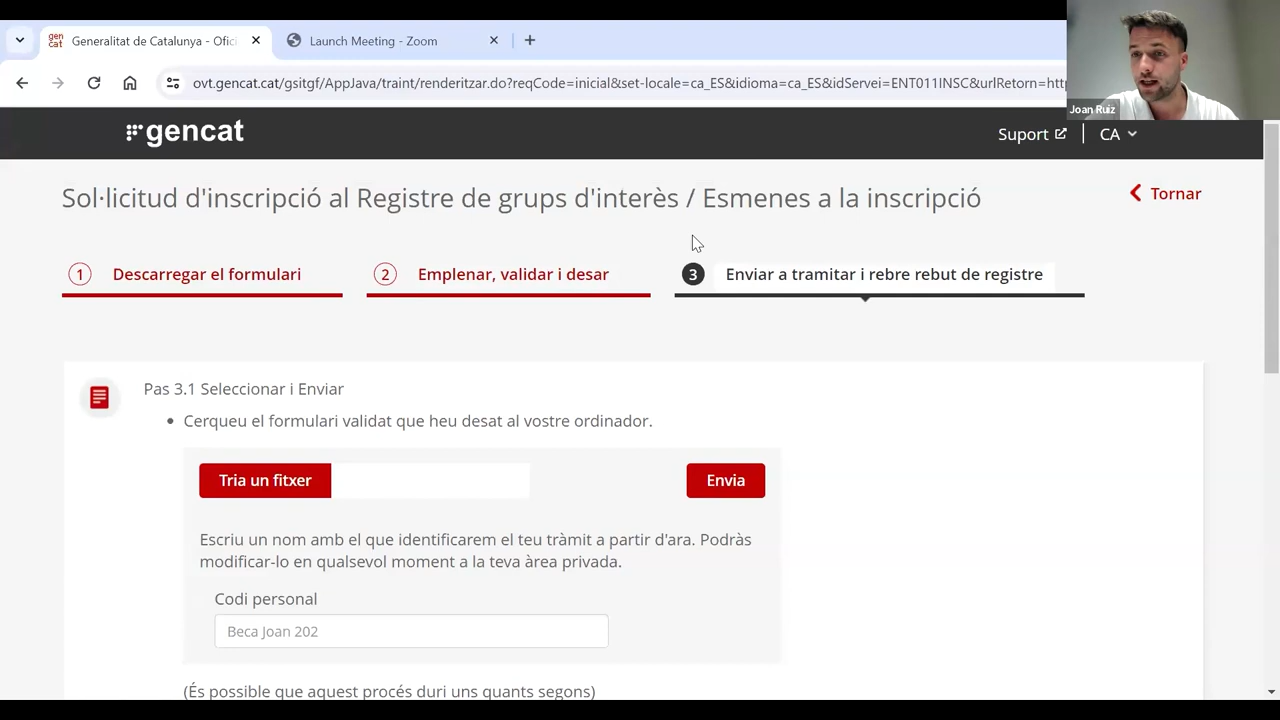 Generalitat de Catalunya - Ofici
Launch Meeting - Zoom
ovt.gencat.cat/gsitgf/AppJava/traint/renderitzar.do?reqCode=inicial&set-locale=ca_ES&idioma=ca_ES&idServei=ENT011INSC&urlRetorn=http
Joan Ruiz
gen
cat
gencat
Suport
CA
Sol·licitud d'inscripció al Registre de grups d'interès / Esmenes a la inscripció
Tornar
1 Descarregar el formulari
2 Emplenar, validar i desar
3 Enviar a tramitar i rebre rebut de registre
Pas 3.1 Seleccionar i Enviar
• Cerqueu el formulari validat que heu desat al vostre ordinador.
Tria un fitxer
Envia
Escriu un nom amb el que identificarem el teu tràmit a partir d'ara. Podràs
modificar-lo en qualsevol moment a la teva àrea privada.
Codi personal
Beca Joan 202
(És possible que aquest procés duri uns quants segons)